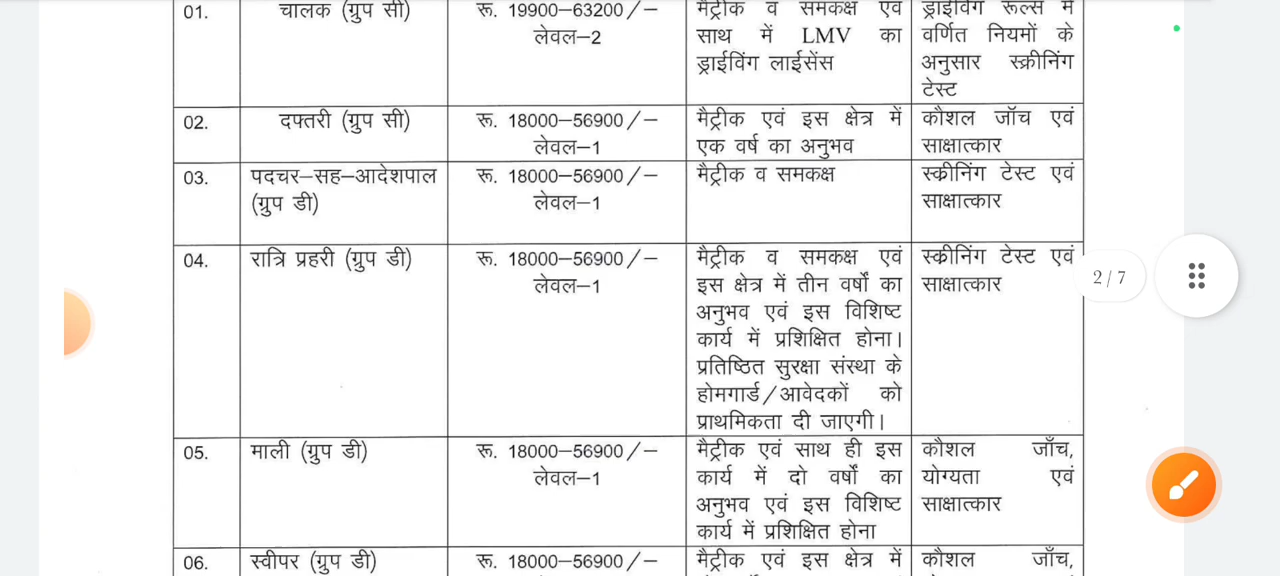 01. चालक (ग्रुप सी) रू. 19900–63200/– मैट्रीक व समकक्ष एवं ड्राइविंग रूल्स में
लेवल–2 साथ में LMV का वर्णित नियमों के
ड्राईविंग लाईसेंस अनुसार स्क्रीनिंग
टेस्ट
02. दफ्तरी (ग्रुप सी) रू. 18000–56900/– मैट्रीक एवं इस क्षेत्र में कौशल जॉच एवं
लेवल–1 एक वर्ष का अनुभव साक्षात्कार
03. पदचर–सह–आदेशपाल रू. 18000–56900/– मैट्रीक व समकक्ष स्क्रीनिंग टेस्ट एवं
(ग्रुप डी) लेवल–1 साक्षात्कार
04. रात्रि प्रहरी (ग्रुप डी) रू. 18000–56900/– मैट्रीक व समकक्ष एवं स्क्रीनिंग टेस्ट एवं
लेवल–1 इस क्षेत्र में तीन वर्षों का साक्षात्कार
अनुभव एवं इस विशिष्ट
कार्य में प्रशिक्षित होना।
प्रतिष्ठित सुरक्षा संस्था के
होमगार्ड/आवेदकों को
प्राथमिकता दी जाएगी।
2/7
05. माली (ग्रुप डी) रू. 18000–56900/– मैट्रीक एवं साथ ही इस कौशल जाँच,
लेवल–1 कार्य में दो वर्षों का योग्यता एवं
अनुभव एवं इस विशिष्ट साक्षात्कार
कार्य में प्रशिक्षित होना
06. स्वीपर (ग्रुप डी) रू. 18000–56900/– मैट्रीक एवं इस क्षेत्र में कौशल जाँच,